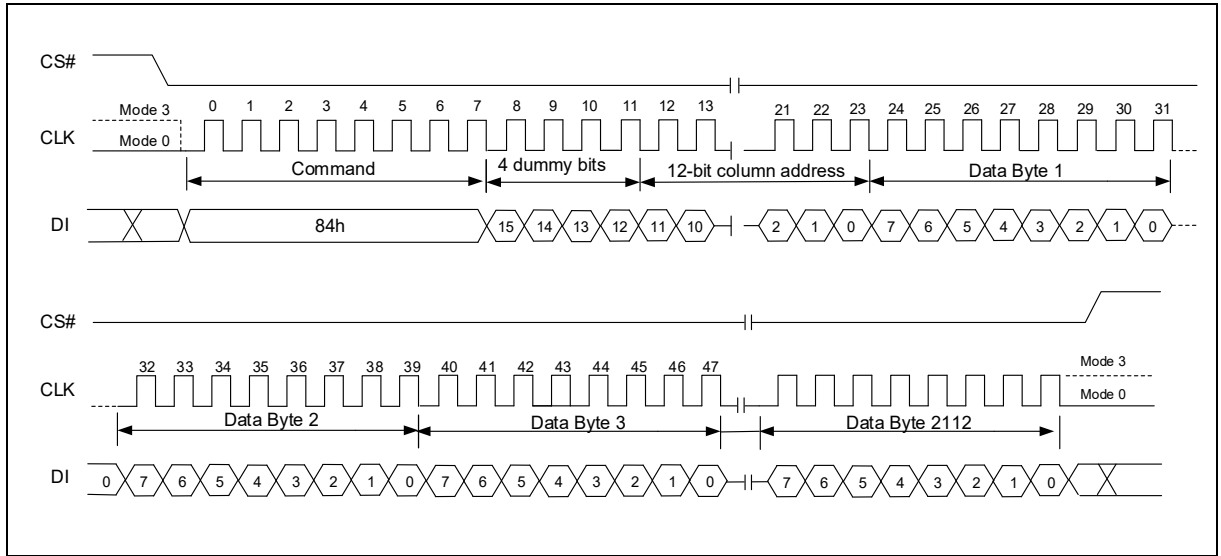 CS#
Mode 3
0 1 2 3 4 5 6 7 8 9 10 11 12 13 21 22 23 24 25 26 27 28 29 30 31
CLK
Mode 0
Command
4 dummy bits
12-bit column address
Data Byte 1
DI
84h
15 14 13 12 11 10 2 1 0 7 6 5 4 3 2 1 0
CS#
32 33 34 35 36 37 38 39 40 41 42 43 44 45 46 47
Mode 3
CLK
Mode 0
Data Byte 2
Data Byte 3
Data Byte 2112
DI
0 7 6 5 4 3 2 1 0 7 6 5 4 3 2 1 0 7 6 5 4 3 2 1 0